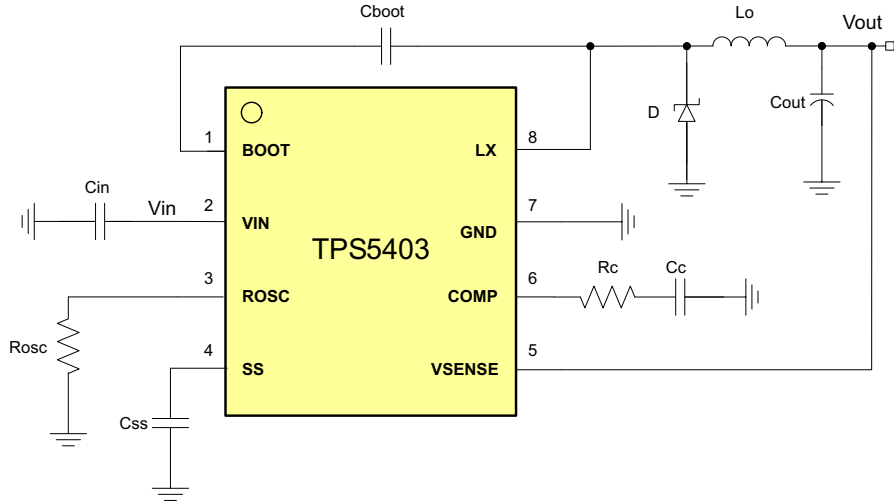 Cboot
Lo
Vout
D
Cout
1
BOOT
LX
8
Cin
Vin
2
VIN
7
GND
TPS5403
3
ROSC
COMP
6
Rc
Cc
Rosc
4
SS
VSENSE
5
Css